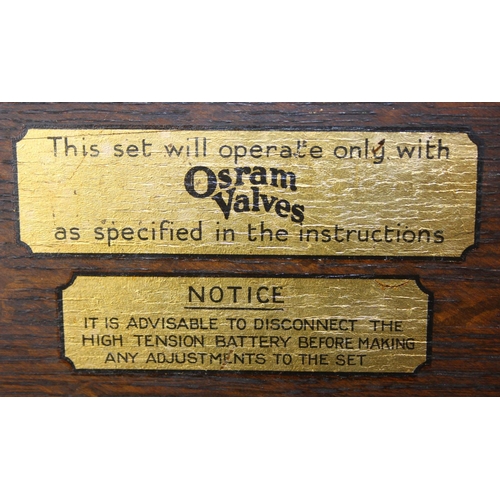 This set will operate only with
Osram
Valves
as specified in the instructions
NOTICE
IT IS ADVISABLE TO DISCONNECT THE
HIGH TENSION BATTERY BEFORE MAKING
ANY ADJUSTMENTS TO THE SET